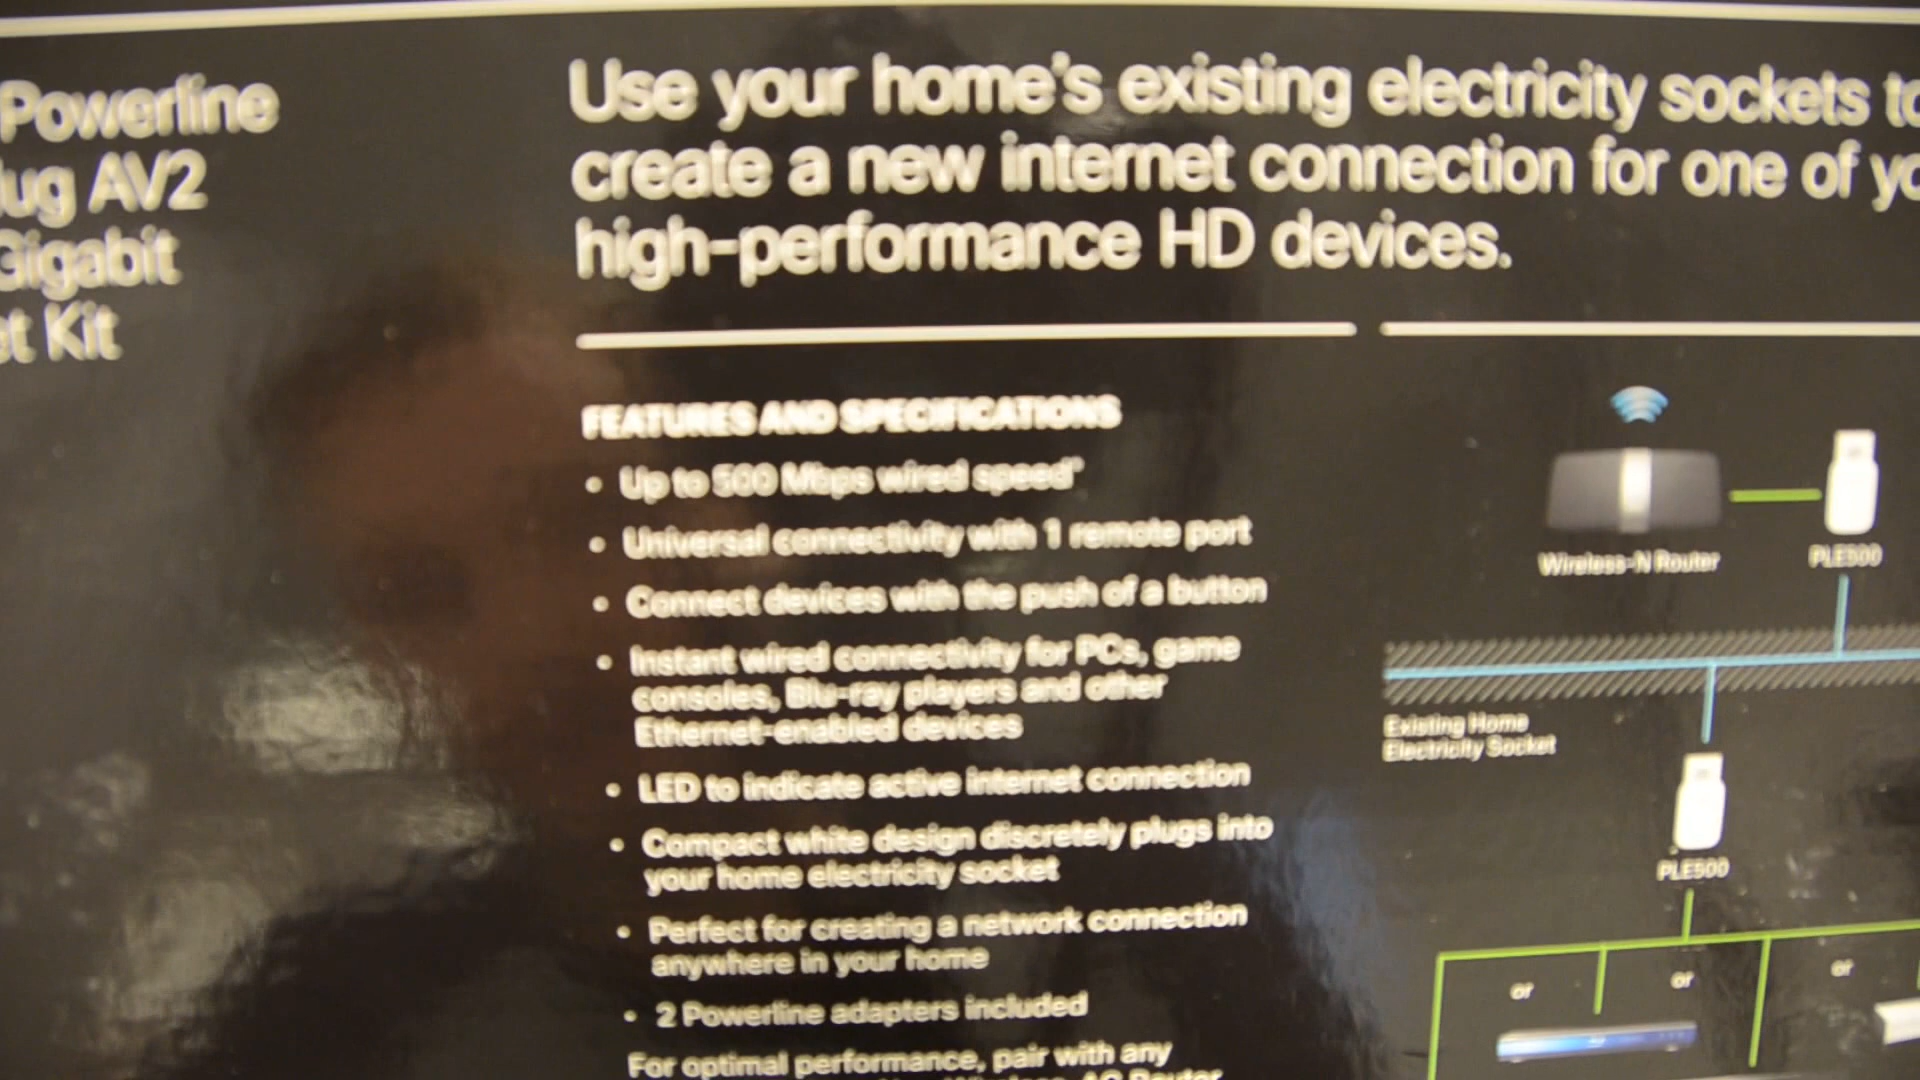 Powerline
lug AV2
Gigabit
Kit
Use your home's existing electricity sockets to
create a new internet connection for one of yo
high-performance HD devices.
FEATURES AND SPECIFICATIONS
• Up to 500 Mbps wired speed*
• Universal connectivity with 1 remote port
• Connect devices with the push of a button
• Instant wired connectivity for PCs, game
consoles, Blu-ray players and other
Ethernet-enabled devices
• LED to indicate active internet connection
• Compact white design discretely plugs into
your home electricity socket
• Perfect for creating a network connection
anywhere in your home
• 2 Powerline adapters included
For optimal performance, pair with any
Router
Wireless-N Router
PLE500
Existing Home
Electricity Socket
PLE500
or
or
or